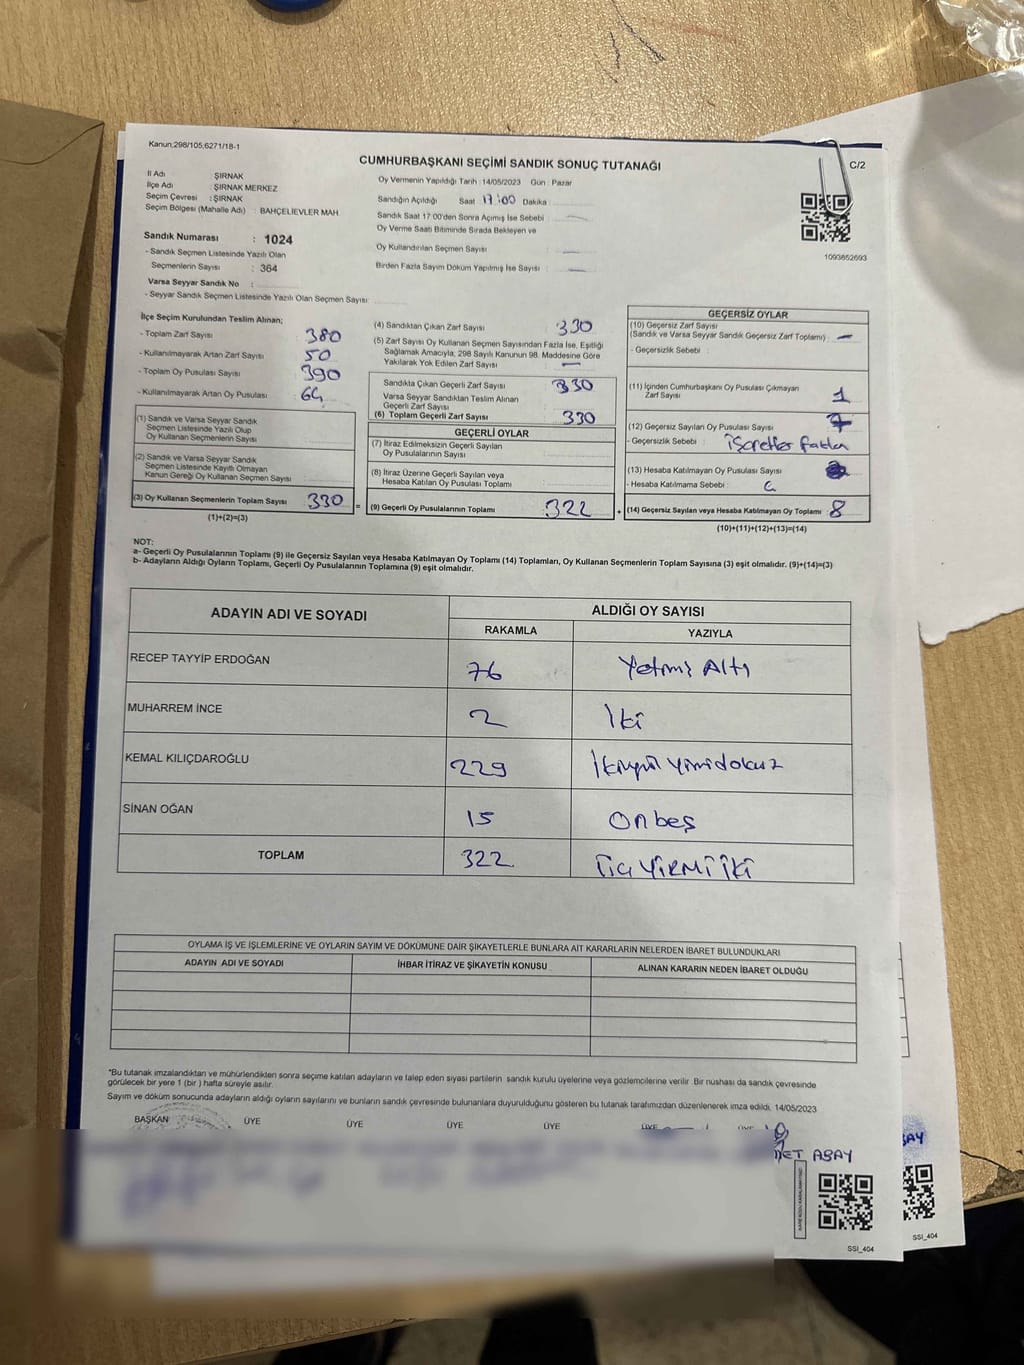 Kanun;298/105,6271/18-1
CUMHURBAŞKANI SEÇİMİ SANDIK SONUÇ TUTANAĞI
C/2
İl Adı : ŞIRNAK
İlçe Adı : ŞIRNAK MERKEZ
Seçim Çevresi : ŞIRNAK
Seçim Bölgesi (Mahalle Adı) : BAHÇELİEVLER MAH.
Sandık Numarası : 1024
- Sandık Seçmen Listesinde Yazılı Olan
Seçmenlerin Sayısı : 364
Varsa Seyyar Sandık No :
- Seyyar Sandık Seçmen Listesinde Yazılı Olan Seçmen Sayısı
Oy Vermenin Yapıldığı Tarih : 14/05/2023 Gün : Pazar
Sandığın Açıldığı Saat 17:00 Dakika
Sandık Saat 17:00'den Sonra Açılmış İse Sebebi
Oy Verme Saati Bitiminde Sırada Bekleyen ve
Oy Kullandırılan Seçmen Sayısı
Birden Fazla Sayım Döküm Yapılmış İse Sayısı
1093852693
İlçe Seçim Kurulundan Teslim Alınan;
- Toplam Zarf Sayısı 380
- Kullanılmayarak Artan Zarf Sayısı 50
- Toplam Oy Pusulası Sayısı 390
- Kullanılmayarak Artan Oy Pusulası
(1) Sandık ve Varsa Seyyar Sandık
Seçmen Listesinde Yazılı Olup
Oy Kullanan Seçmenlerin Sayısı
(2) Sandık ve Varsa Seyyar Sandık
Seçmen Listesinde Kayıtlı Olmayan
Kanun Gereği Oy Kullanan Seçmen Sayısı
(3) Oy Kullanan Seçmenlerin Toplam Sayısı 330
(1)+(2)=(3)
(4) Sandıktan Çıkan Zarf Sayısı 330
(5) Zarf Sayısı Oy Kullanan Seçmen Sayısından Fazla İse, Eşitliği
Sağlamak Amacıyla; 298 Sayılı Kanunun 98. Maddesine Göre
Yakılarak Yok Edilen Zarf Sayısı —
Sandıkta Çıkan Geçerli Zarf Sayısı 330
Varsa Seyyar Sandıktan Teslim Alınan
Geçerli Zarf Sayısı
(6) Toplam Geçerli Zarf Sayısı 330
GEÇERLİ OYLAR
(7) İtiraz Edilmeksizin Geçerli Sayılan
Oy Pusulalarının Sayısı
(8) İtiraz Üzerine Geçerli Sayılan veya
Hesaba Katılan Oy Pusulası Toplamı
= (9) Geçerli Oy Pusulalarının Toplamı 322
GEÇERSİZ OYLAR
(10) Geçersiz Zarf Sayısı
(Sandık ve Varsa Seyyar Sandık Geçersiz Zarf Toplamı) —
- Geçersizlik Sebebi :
(11) İçinden Cumhurbaşkanı Oy Pusulası Çıkmayan
Zarf Sayısı 1
(12) Geçersiz Sayılan Oy Pusulası Sayısı 7
- Geçersizlik Sebebi : işaretler fazla
(13) Hesaba Katılmayan Oy Pusulası Sayısı
- Hesaba Katılmama Sebebi :
+ (14) Geçersiz Sayılan veya Hesaba Katılmayan Oy Toplamı 8
(10)+(11)+(12)+(13)=(14)
NOT:
a- Geçerli Oy Pusulalarının Toplamı (9) ile Geçersiz Sayılan veya Hesaba Katılmayan Oy Toplamı (14) Toplamları, Oy Kullanan Seçmenlerin Toplam Sayısına (3) eşit olmalıdır. (9)+(14)=(3)
b- Adayların Aldığı Oyların Toplamı, Geçerli Oy Pusulalarının Toplamına (9) eşit olmalıdır.
ADAYIN ADI VE SOYADI
ALDIĞI OY SAYISI
RAKAMLA YAZIYLA
RECEP TAYYİP ERDOĞAN 76 Yetmiş Altı
MUHARREM İNCE 2 İki
KEMAL KILIÇDAROĞLU 229 İkiyüz Yirmidokuz
SİNAN OĞAN 15 Onbeş
TOPLAM 322 YİRMİ İKİ
OYLAMA İŞ VE İŞLEMLERİNE VE OYLARIN SAYIM VE DÖKÜMÜNE DAİR ŞİKAYETLERLE BUNLARA AİT KARARLARIN NELERDEN İBARET BULUNDUKLARI
ADAYIN ADI VE SOYADI İHBAR İTİRAZ VE ŞİKAYETİN KONUSU ALINAN KARARIN NEDEN İBARET OLDUĞU
*Bu tutanak imzalandıktan ve mühürlendikten sonra seçime katılan adayların ve talep eden siyasi partilerin sandık kurulu üyelerine veya gözlemcilerine verilir. Bir nüshası da sandık çevresinde
görülecek bir yere 1 (bir ) hafta süreyle asılır.
Sayım ve döküm sonucunda adayların aldığı oyların sayılarını ve bunların sandık çevresinde bulunanlara duyurulduğunu gösteren bu tutanak tarafımızdan düzenlenerek imza edildi. 14/05/2023
BAŞKAN ÜYE ÜYE ÜYE ÜYE ÜYE ÜYE
ABAY
SSI_404
SSI_404